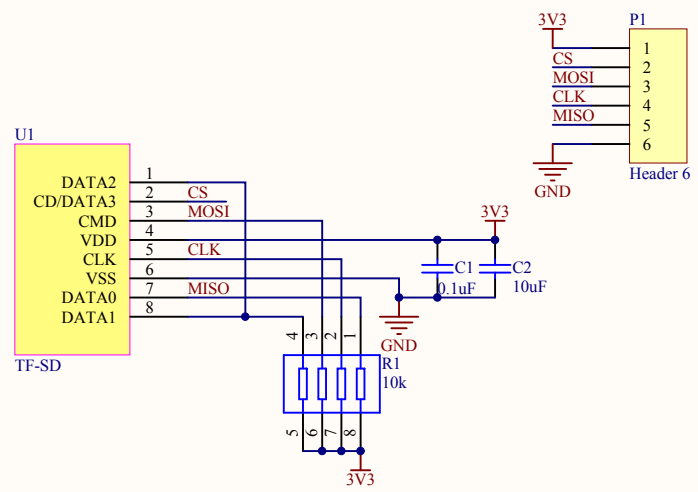 3V3 P1
1
CS 2
MOSI 3
CLK 4
MISO 5
6
GND Header 6
U1
DATA2 1
CD/DATA3 2 CS
CMD 3 MOSI
VDD 4 3V3
CLK 5 CLK
VSS 6
DATA0 7 MISO
DATA1 8
C1 0.1uF
C2 10uF
GND
TF-SD
4 3 2 1
R1
10k
5 6 7 8
3V3